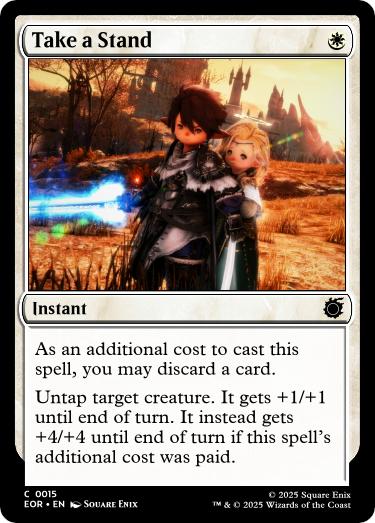 Take a Stand
Instant
As an additional cost to cast this
spell, you may discard a card.
Untap target creature. It gets +1/+1
until end of turn. It instead gets
+4/+4 until end of turn if this spell's
additional cost was paid.
C 0015
EOR • EN Square Enix
© 2025 Square Enix
™ & © 2025 Wizards of the Coast